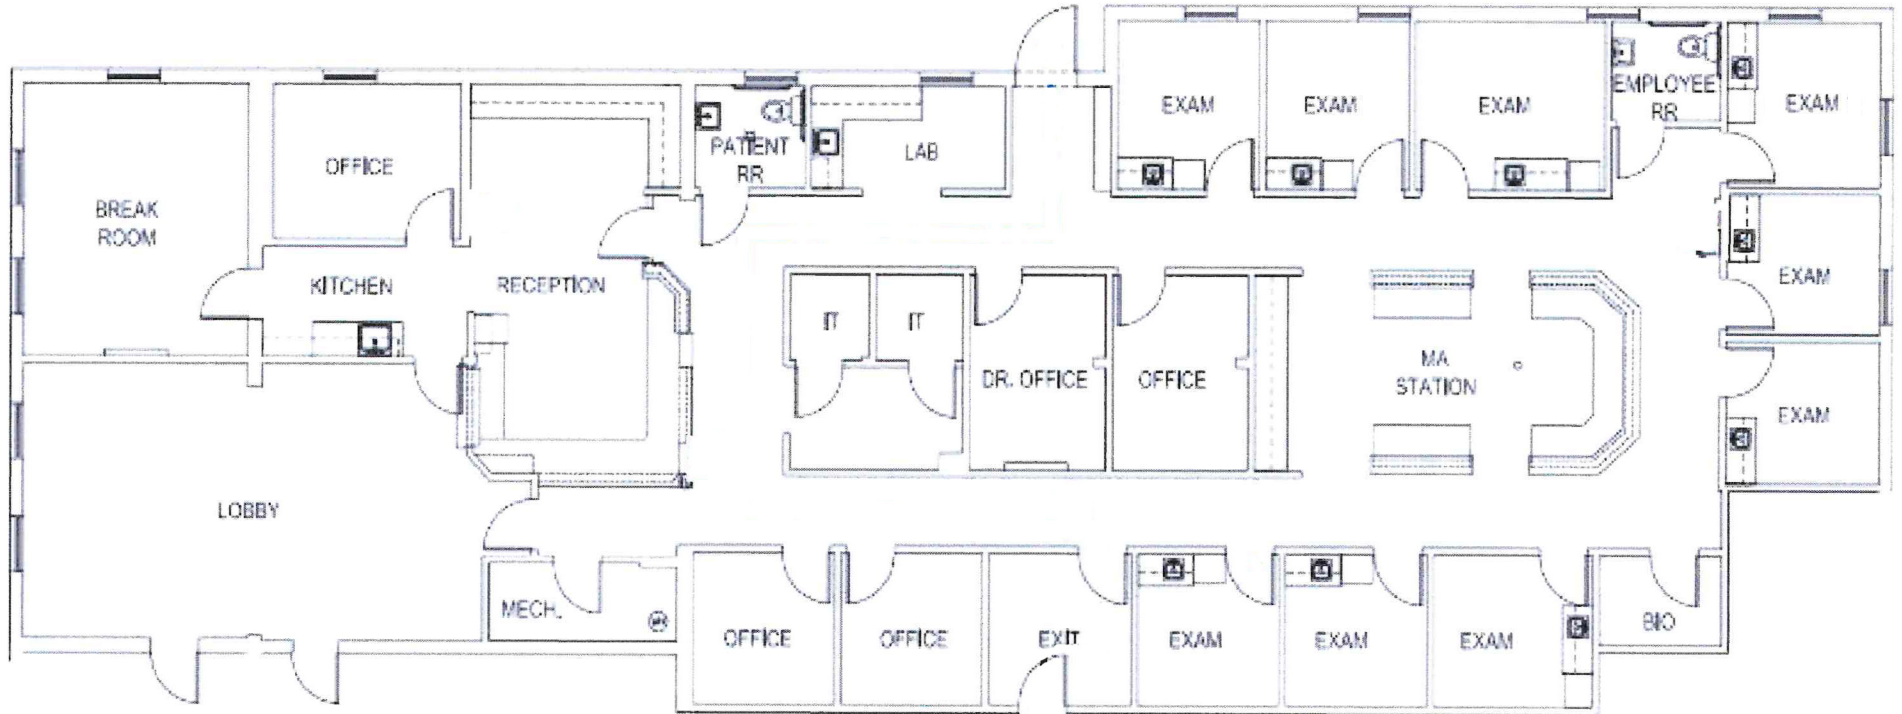 EXAM
EXAM
EXAM
EMPLOYEE
RR
EXAM
OFFICE
PATIENT
RR
LAB
BREAK
ROOM
KITCHEN
RECEPTION
IT
IT
DR. OFFICE
OFFICE
MA
STATION
EXAM
EXAM
LOBBY
MECH.
OFFICE
OFFICE
EXIT
EXAM
EXAM
EXAM
BIO